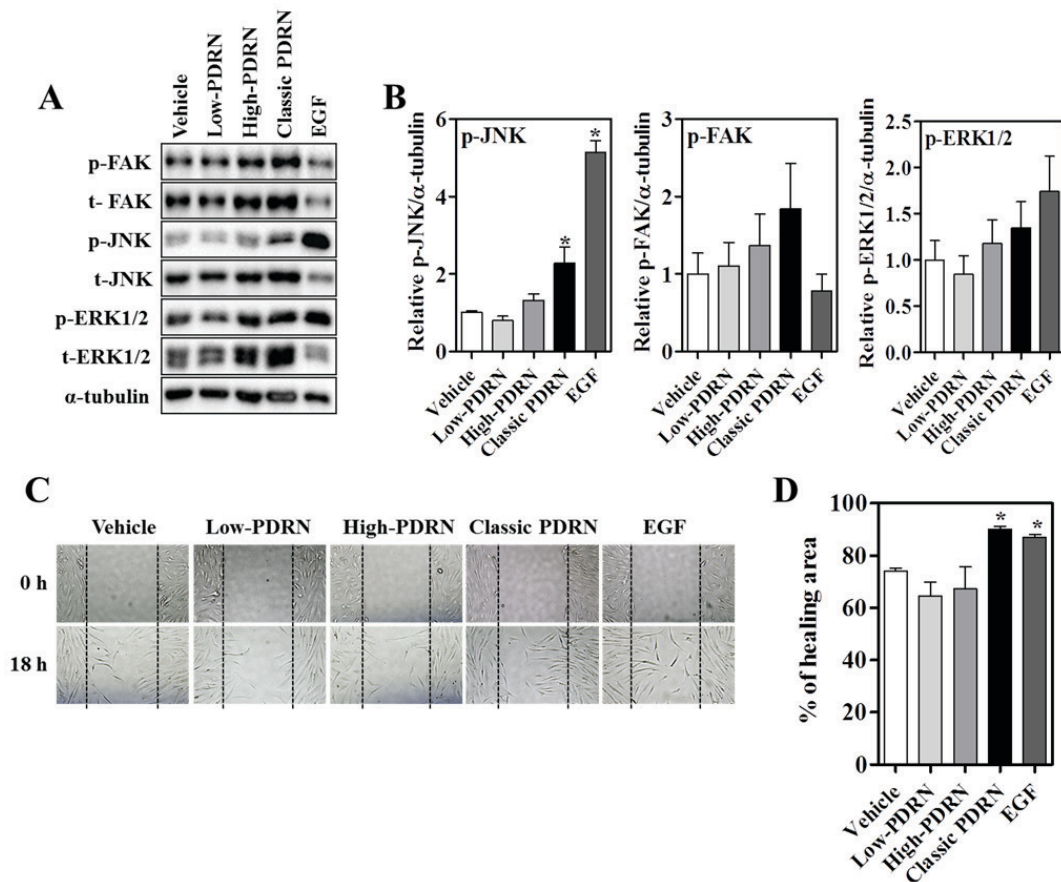 A
Vehicle
Low-PDRN
High-PDRN
Classic PDRN
EGF
p-FAK
t- FAK
p-JNK
t-JNK
p-ERK1/2
t-ERK1/2
α-tubulin
B
Relative p-JNK/α-tubulin
6
4
2
0
p-JNK
*
*
Vehicle
Low-PDRN
High-PDRN
Classic PDRN
EGF
Relative p-FAK/α-tubulin
3
2
1
0
p-FAK
Vehicle
Low-PDRN
High-PDRN
Classic PDRN
EGF
Relative p-ERK1/2/α-tubulin
2.5
2.0
1.5
1.0
0.5
0.0
p-ERK1/2
Vehicle
Low-PDRN
High-PDRN
Classic PDRN
EGF
C
Vehicle Low-PDRN High-PDRN Classic PDRN EGF
0 h
18 h
D
% of healing area
100
80
60
40
20
0
* *
Vehicle
Low-PDRN
High-PDRN
Classic PDRN
EGF